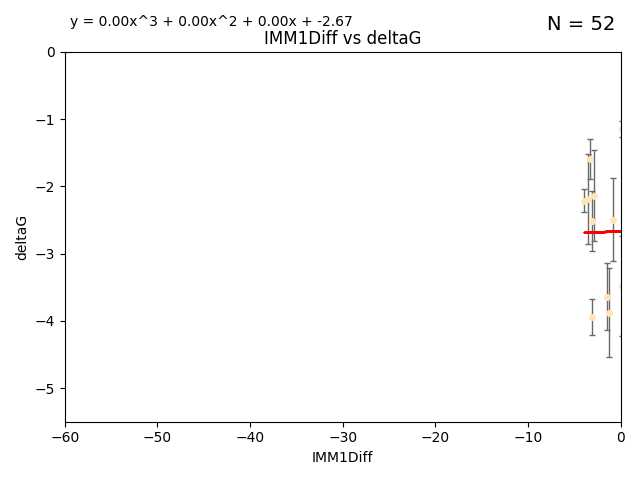 y = 0.00x^3 + 0.00x^2 + 0.00x + -2.67
N = 52
IMM1Diff vs deltaG
0
−1
−2
−3
−4
−5
deltaG
−60 −50 −40 −30 −20 −10 0
IMM1Diff